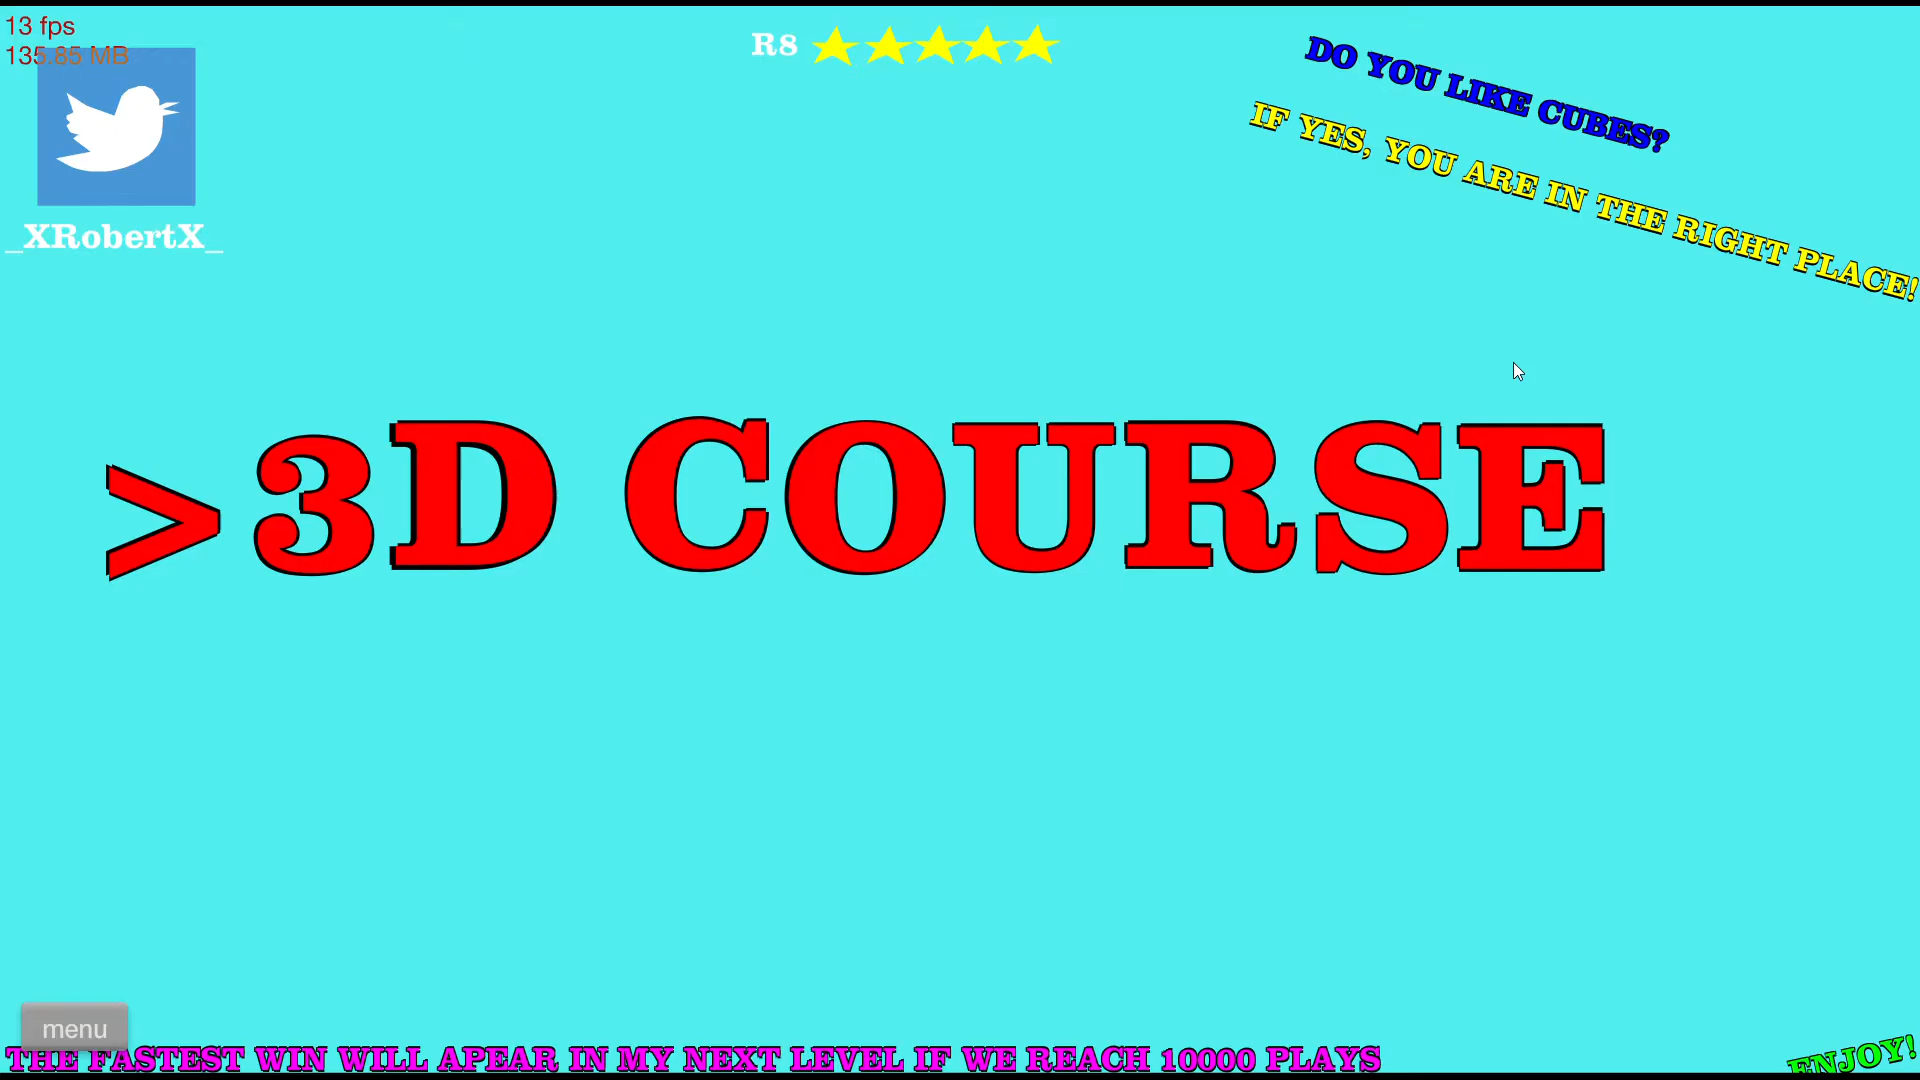 13 fps
135.85 MB
R8
DO YOU LIKE CUBES?
IF YES, YOU ARE IN THE RIGHT PLACE!
_XRobertX_
>3D COURSE
menu
THE FASTEST WIN WILL APEAR IN MY NEXT LEVEL IF WE REACH 10000 PLAYS
ENJOY!